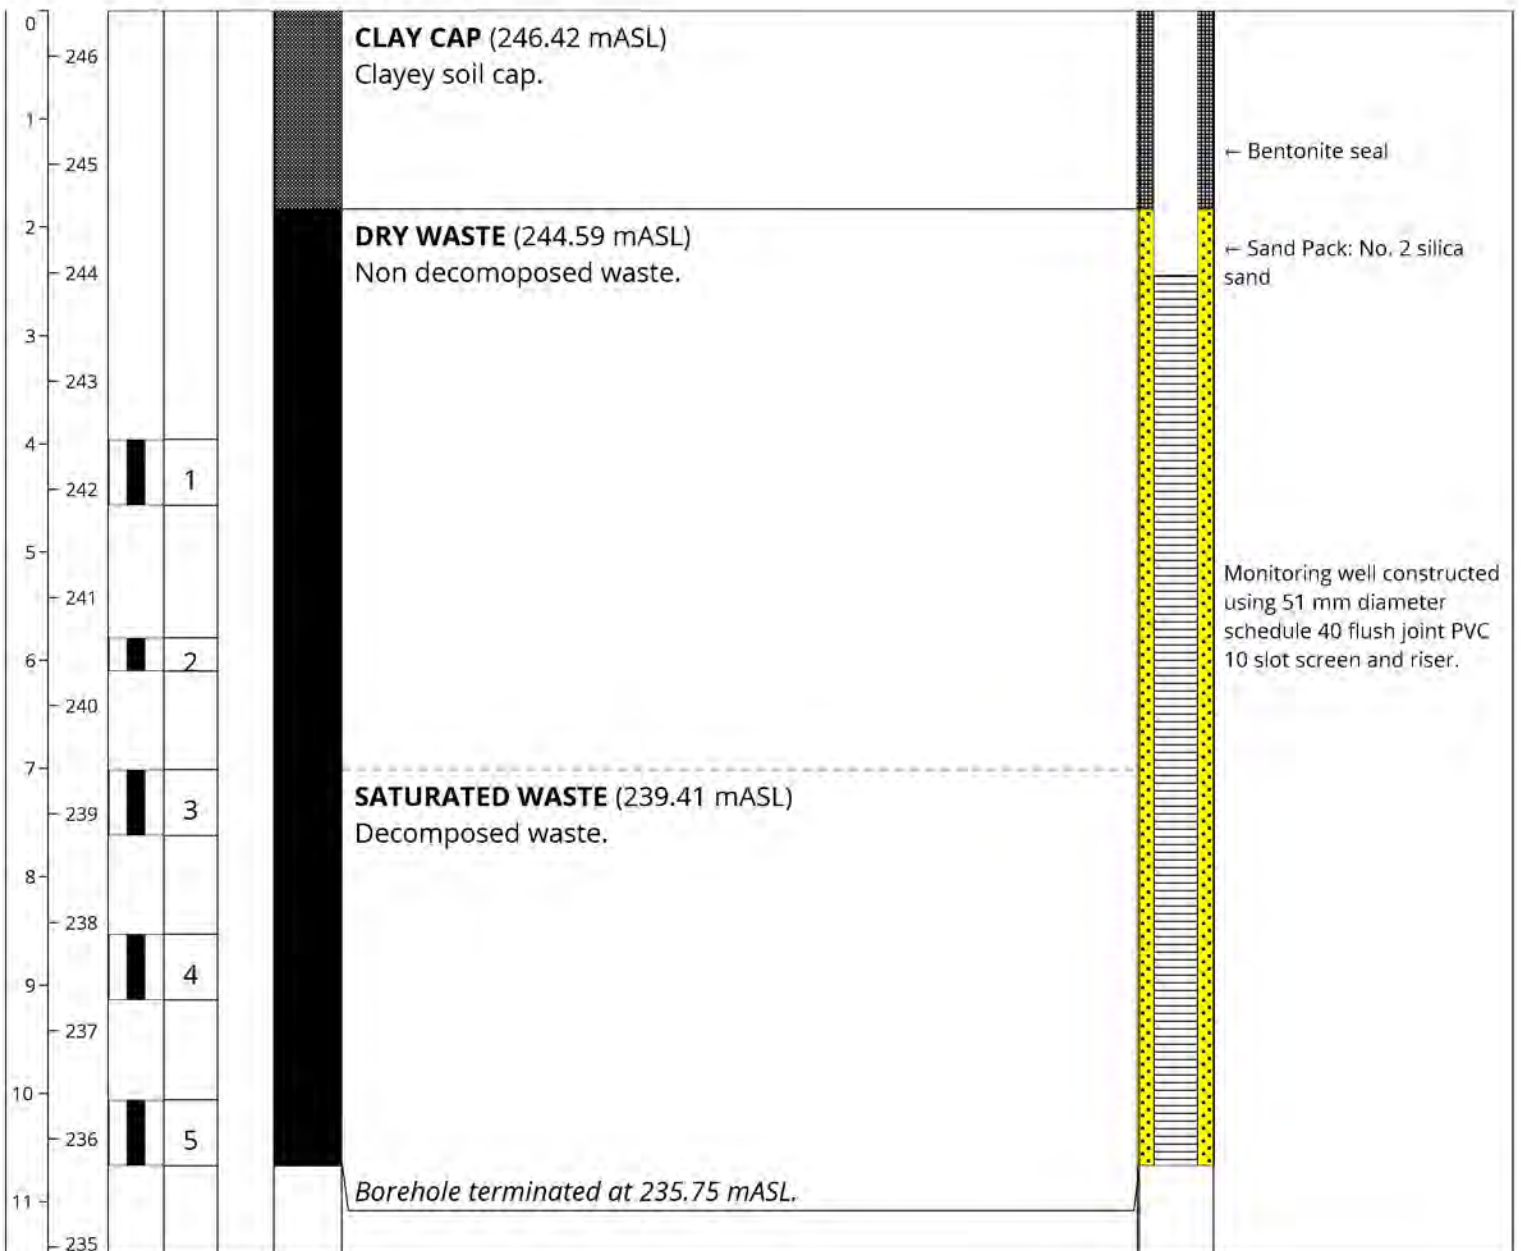 0
246
CLAY CAP (246.42 mASL)
Clayey soil cap.
1
245
← Bentonite seal
2
DRY WASTE (244.59 mASL)
Non decomoposed waste.
244
← Sand Pack: No. 2 silica
sand
3
243
4
1
242
5
241
Monitoring well constructed
using 51 mm diameter
schedule 40 flush joint PVC
10 slot screen and riser.
6
2
240
7
SATURATED WASTE (239.41 mASL)
Decomposed waste.
239
3
8
238
4
9
237
10
236
5
Borehole terminated at 235.75 mASL.
11
235